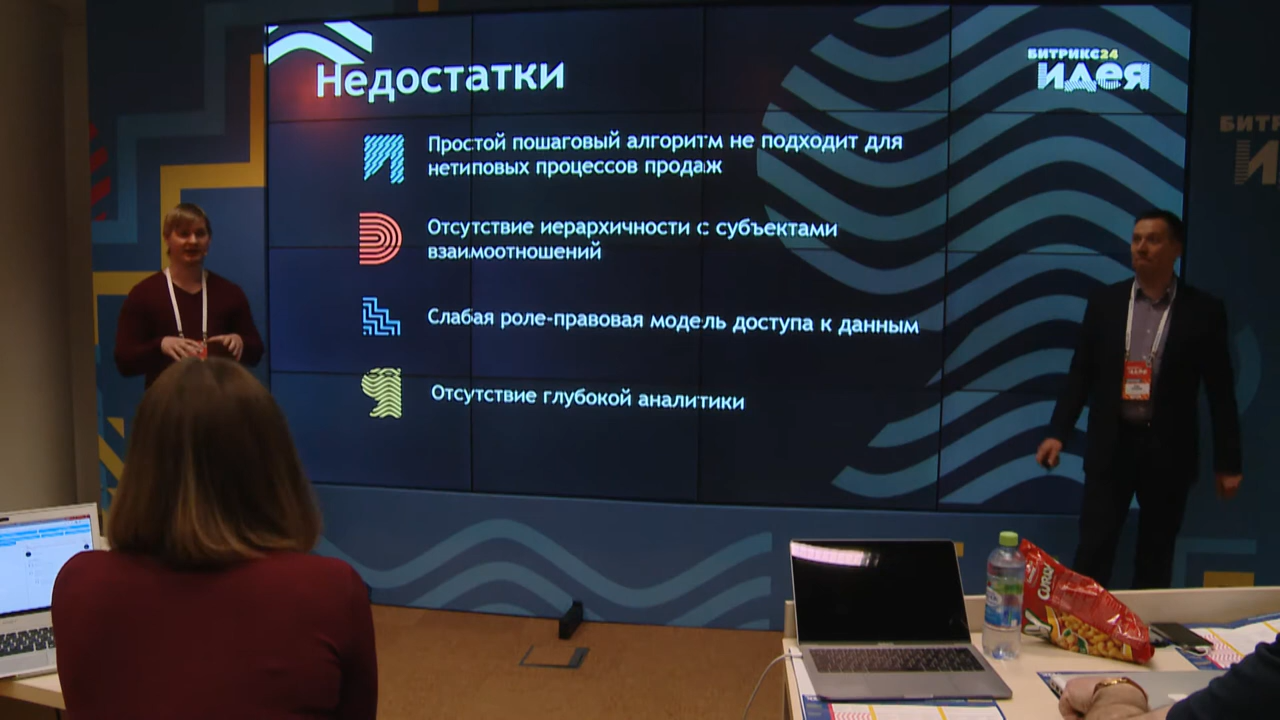 Недостатки
БИТРИКС24
идея
Простой пошаговый алгоритм не подходит для
нетиповых процессов продаж
Отсутствие иерархичности с субъектами
взаимоотношений
Слабая роле-правовая модель доступа к данным
Отсутствие глубокой аналитики